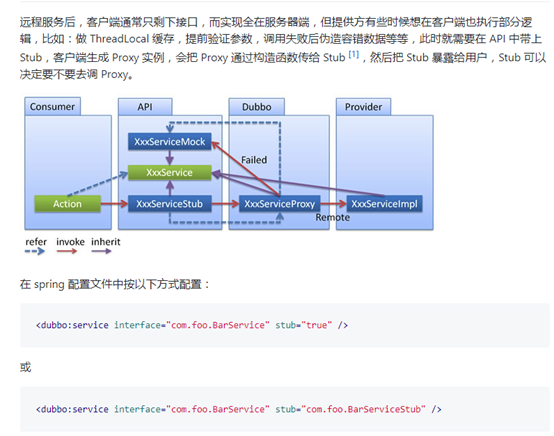 远程服务后，客户端通常只剩下接口，而实现全在服务器端，但提供方有些时候想在客户端也执行部分逻
辑，比如：做 ThreadLocal 缓存，提前验证参数，调用失败后伪造容错数据等等，此时就需要在 API 中带上
Stub，客户端生成 Proxy 实例，会把 Proxy 通过构造函数传给 Stub [1]，然后把 Stub 暴露给用户，Stub 可以
决定要不要去调 Proxy。
Consumer
API
Dubbo
Provider
XxxServiceMock
Failed
XxxService
Action
XxxServiceStub
XxxServiceProxy
XxxServiceImpl
Remote
refer
invoke
inherit
在 spring 配置文件中按以下方式配置：
<dubbo:service interface="com.foo.BarService" stub="true" />
或
<dubbo:service interface="com.foo.BarService" stub="com.foo.BarServiceStub" />